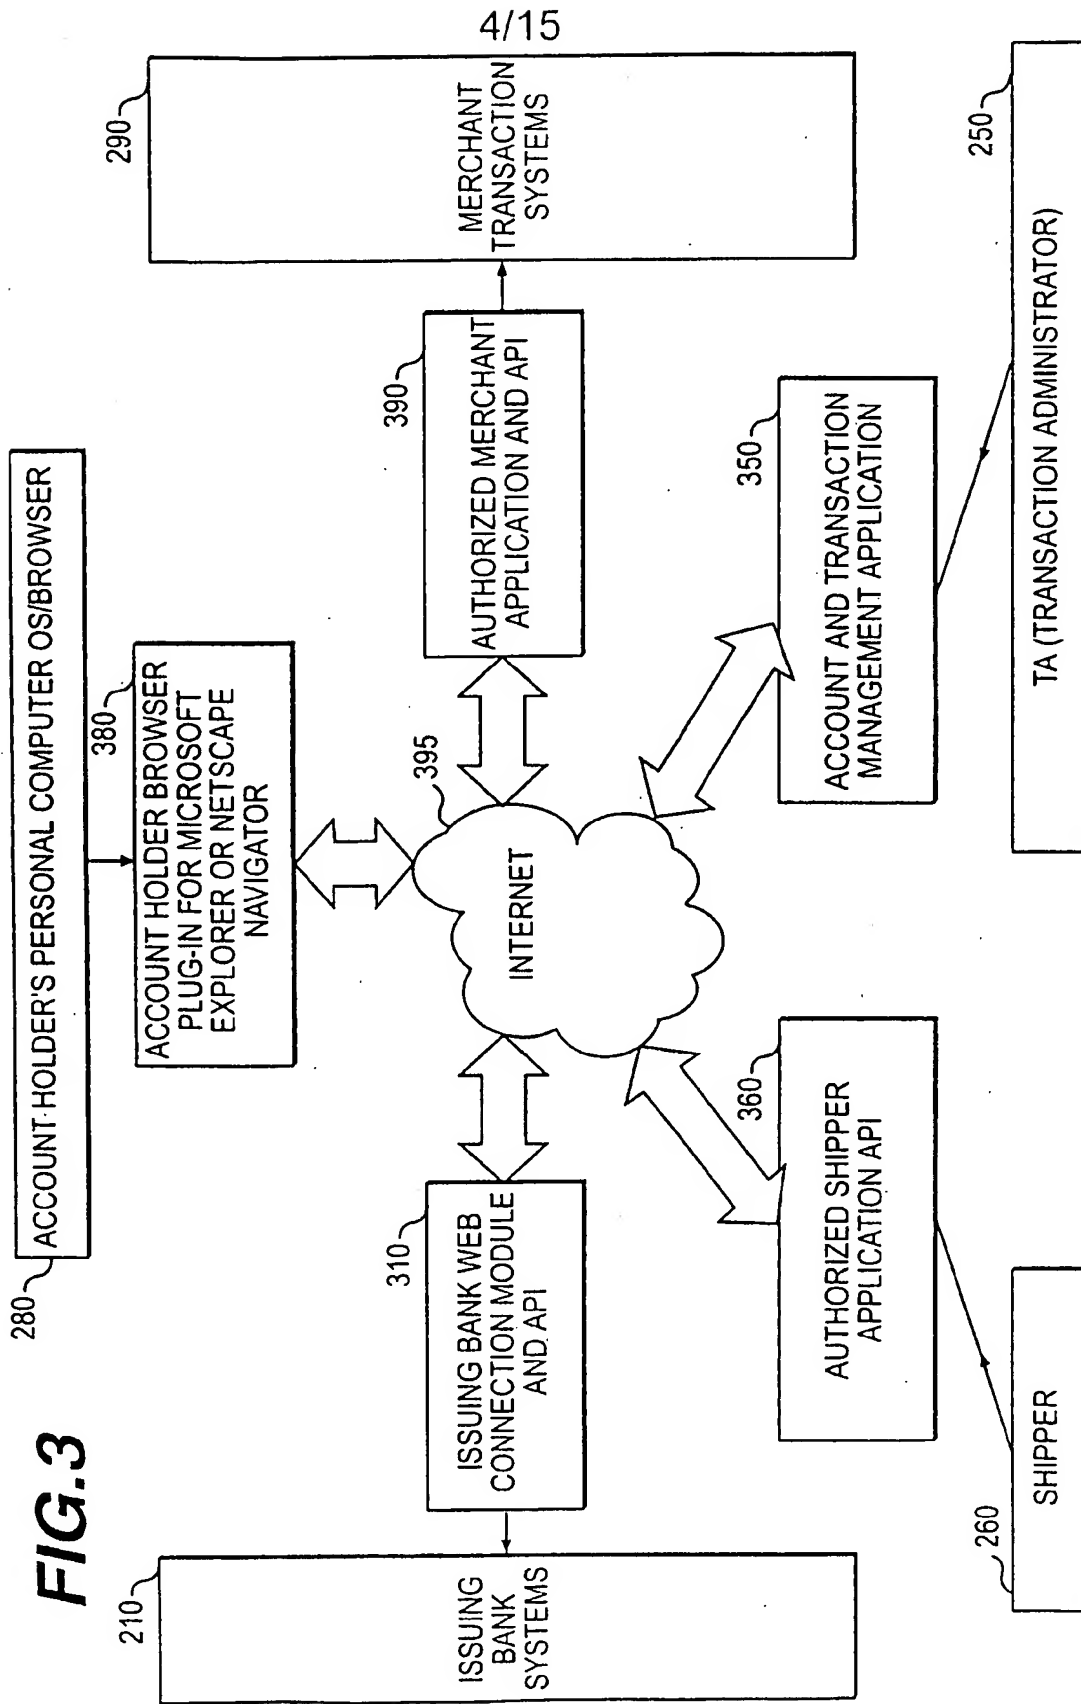 4/15
FIG.3
280
ACCOUNT HOLDER'S PERSONAL COMPUTER OS/BROWSER
380
ACCOUNT HOLDER BROWSER
PLUG-IN FOR MICROSOFT
EXPLORER OR NETSCAPE
NAVIGATOR
210
ISSUING
BANK
SYSTEMS
310
ISSUING BANK WEB
CONNECTION MODULE
AND API
395
INTERNET
390
AUTHORIZED MERCHANT
APPLICATION AND API
290
MERCHANT
TRANSACTION
SYSTEMS
360
AUTHORIZED SHIPPER
APPLICATION API
350
ACCOUNT AND TRANSACTION
MANAGEMENT APPLICATION
260
SHIPPER
250
TA (TRANSACTION ADMINISTRATOR)